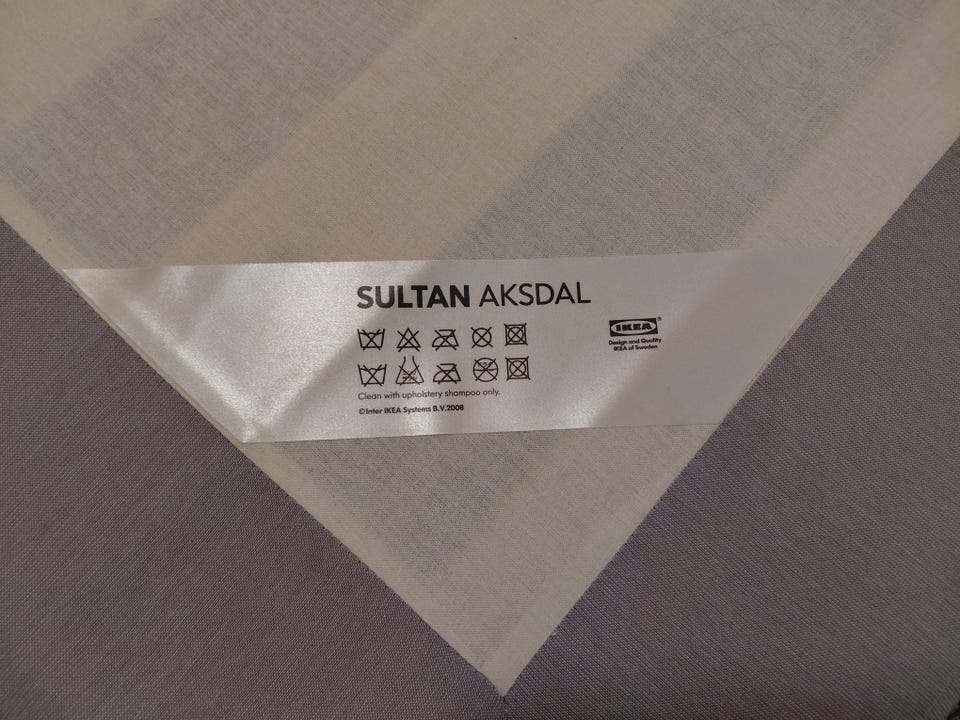 SULTAN AKSDAL
IKEA®
Design and Quality
IKEA of Sweden
Clean with upholstery shampoo only.
©Inter IKEA Systems B.V.2008